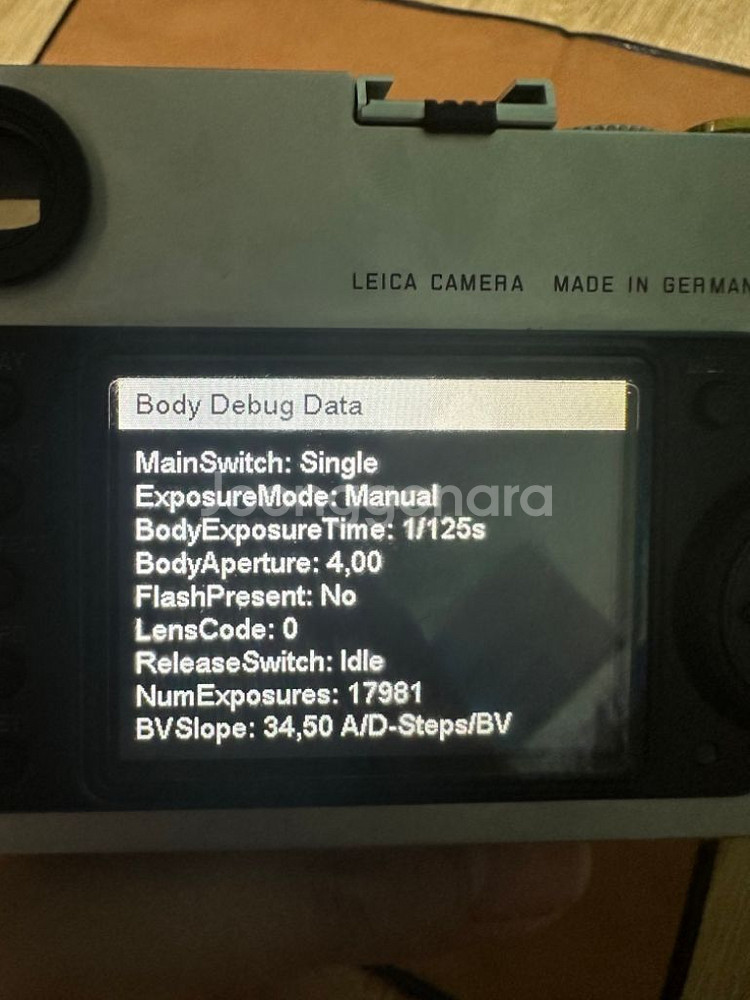 LEICA CAMERA MADE IN GERMAN
Body Debug Data
MainSwitch: Single
ExposureMode: Manual
Joonggonara
BodyExposureTime: 1/125s
BodyAperture: 4,00
FlashPresent: No
LensCode: 0
ReleaseSwitch: Idle
NumExposures: 17981
BVSlope: 34,50 A/D-Steps/BV